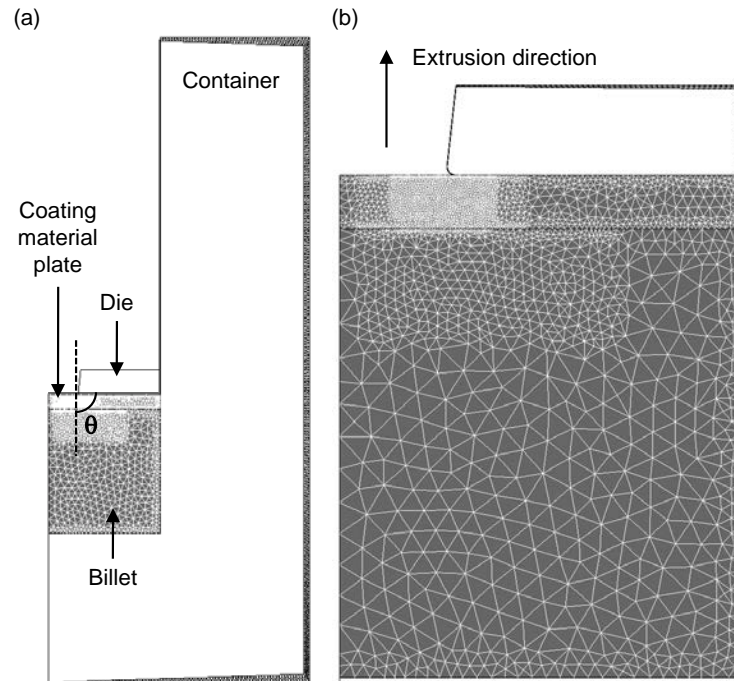 (a)
Container
Coating
material
plate
Die
θ
Billet
(b)
Extrusion direction